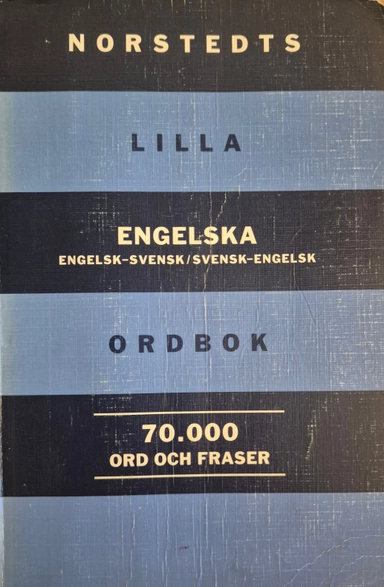 NORSTEDTS
LILLA
ENGELSKA
ENGELSK–SVENSK/SVENSK–ENGELSK
ORDBOK
70.000
ORD OCH FRASER